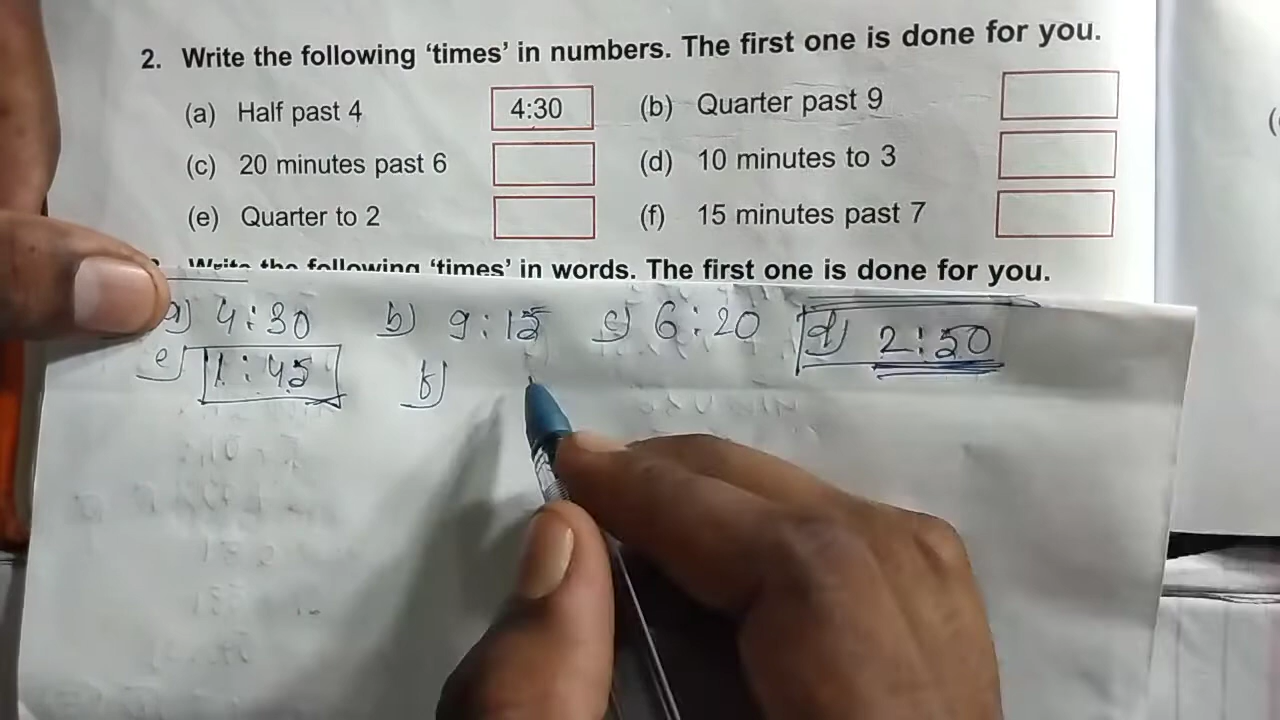 2. Write the following ‘times’ in numbers. The first one is done for you.
(a) Half past 4 4:30 (b) Quarter past 9
(c) 20 minutes past 6 (d) 10 minutes to 3
(e) Quarter to 2 (f) 15 minutes past 7
Write the following ‘times’ in words. The first one is done for you.
a) 4:30 b) 9:15 c) 6:20 d) 2:50
e) 1:45 f)